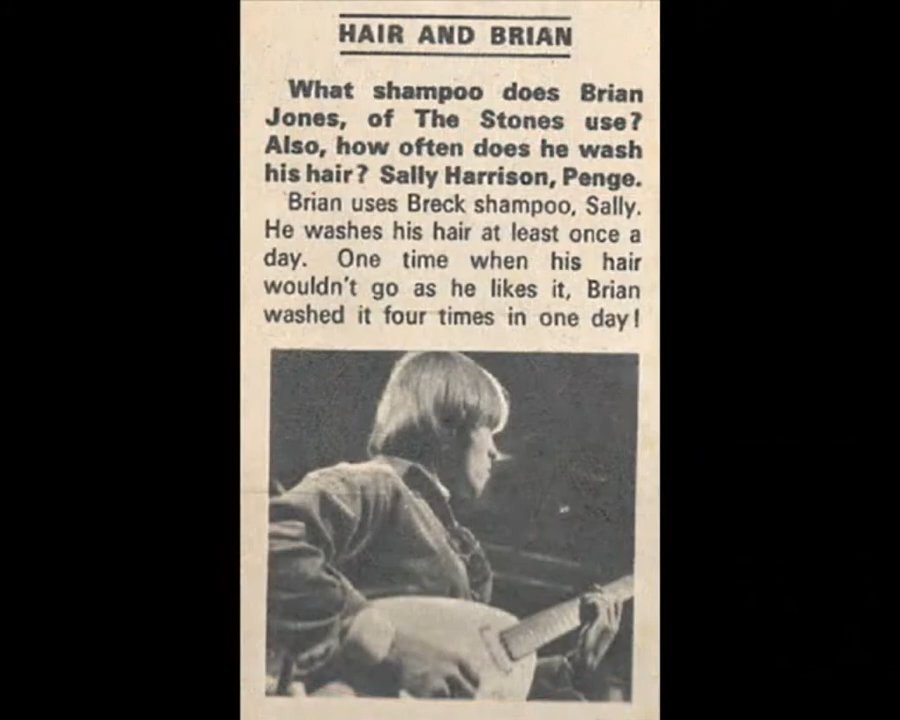 HAIR AND BRIAN
What shampoo does Brian
Jones, of The Stones use?
Also, how often does he wash
his hair? Sally Harrison, Penge.
Brian uses Breck shampoo, Sally.
He washes his hair at least once a
day. One time when his hair
wouldn't go as he likes it, Brian
washed it four times in one day!